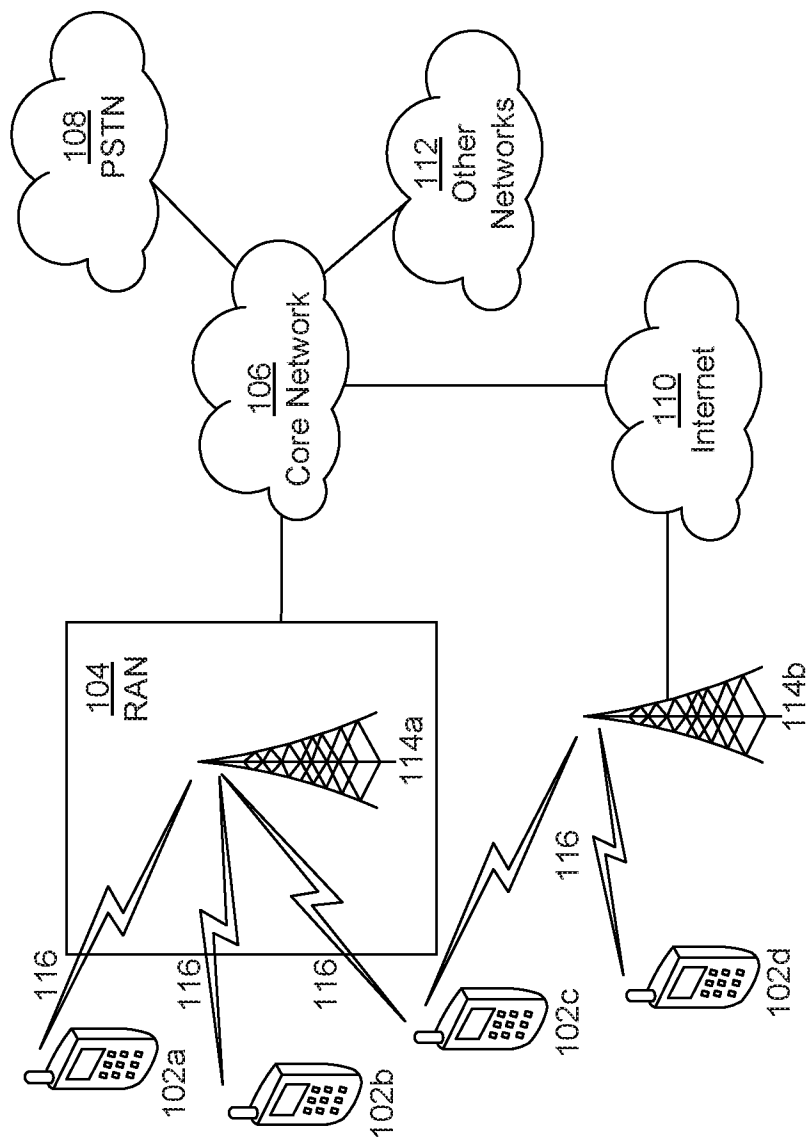 108
PSTN
106
Core Network
112
Other
Networks
104
RAN
110
Internet
114a
114b
116
116
116
116
102a
102b
102c
102d